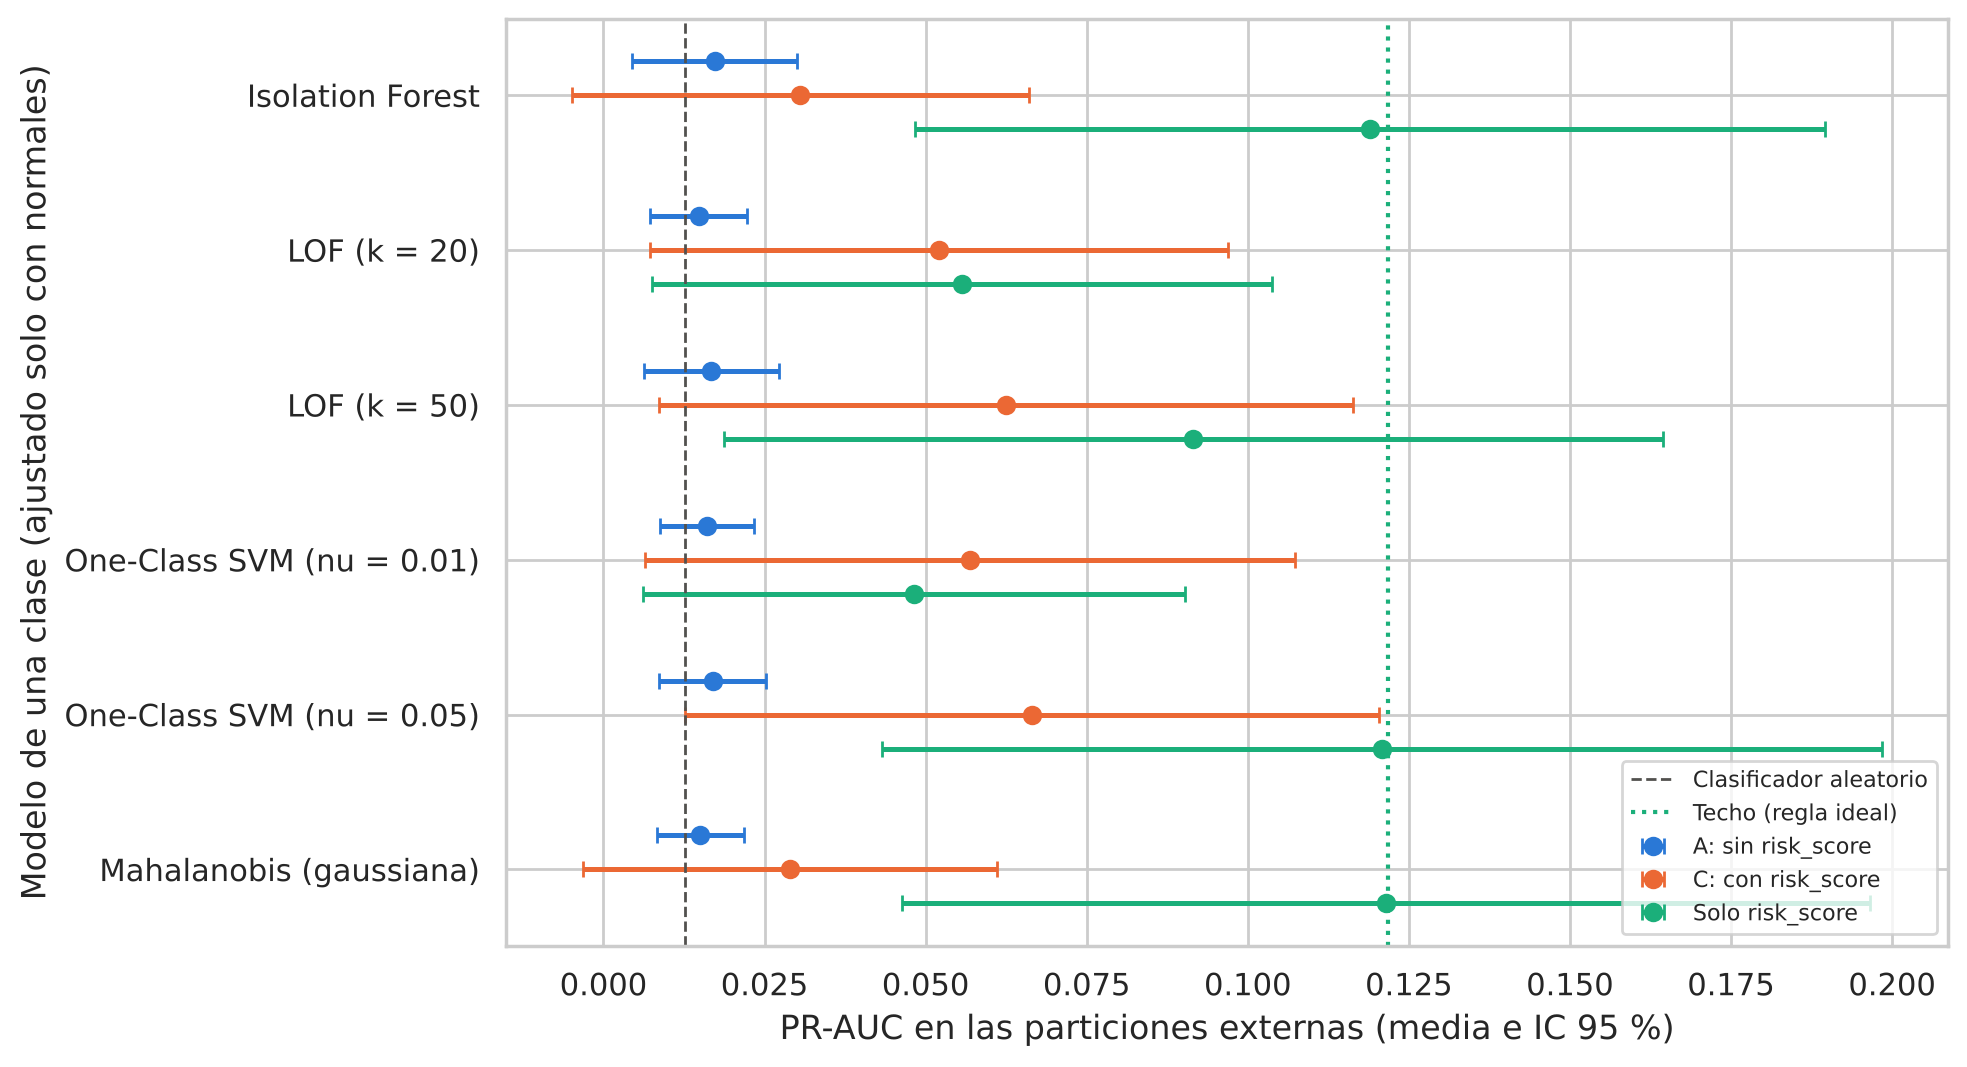 Modelo de una clase (ajustado solo con normales)
Isolation Forest
LOF (k = 20)
LOF (k = 50)
One-Class SVM (nu = 0.01)
One-Class SVM (nu = 0.05)
Mahalanobis (gaussiana)
Clasificador aleatorio
Techo (regla ideal)
A: sin risk_score
C: con risk_score
Solo risk_score
0.000 0.025 0.050 0.075 0.100 0.125 0.150 0.175 0.200
PR-AUC en las particiones externas (media e IC 95 %)